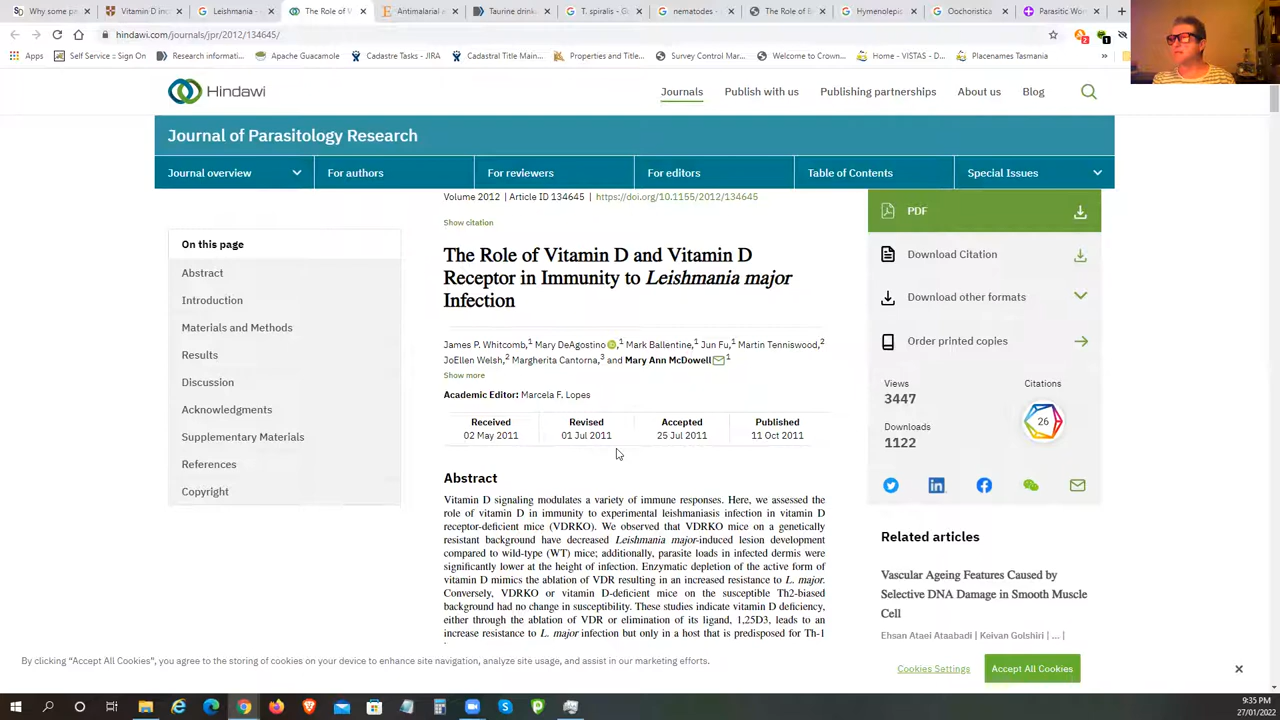 Why some pa
Vitamin D in
Leishmania -
The Role of V
Antimalarial e
Taurine drink
T. spiralis - G
nematodes -
The Role of E
Hymenolepi
Oochoristica
Parasitic Wo
hindawi.com/journals/jpr/2012/134645/
Apps
Self Service :: Sign On
Research informati...
Apache Guacamole
Cadastre Tasks - JIRA
Cadastral Title Main...
Properties and Title...
Survey Control Mar...
Welcome to Crown...
Home - VISTAS - D...
Placenames Tasmania
»
Hindawi
Journals
Publish with us
Publishing partnerships
About us
Blog
Journal of Parasitology Research
Journal overview
For authors
For reviewers
For editors
Table of Contents
Special Issues
On this page
Abstract
Introduction
Materials and Methods
Results
Discussion
Acknowledgments
Supplementary Materials
References
Copyright
Volume 2012 | Article ID 134645 | https://doi.org/10.1155/2012/134645
Show citation
The Role of Vitamin D and Vitamin D
Receptor in Immunity to Leishmania major
Infection
James P. Whitcomb,1 Mary DeAgostino,1 Mark Ballentine,1 Jun Fu,1 Martin Tenniswood,2
JoEllen Welsh,2 Margherita Cantorna,3 and Mary Ann McDowell1
Show more
Academic Editor: Marcela F. Lopes
Received
02 May 2011
Revised
01 Jul 2011
Accepted
25 Jul 2011
Published
11 Oct 2011
Abstract
Vitamin D signaling modulates a variety of immune responses. Here, we assessed the
role of vitamin D in immunity to experimental leishmaniasis infection in vitamin D
receptor-deficient mice (VDRKO). We observed that VDRKO mice on a genetically
resistant background have decreased Leishmania major-induced lesion development
compared to wild-type (WT) mice; additionally, parasite loads in infected dermis were
significantly lower at the height of infection. Enzymatic depletion of the active form of
vitamin D mimics the ablation of VDR resulting in an increased resistance to L. major.
Conversely, VDRKO or vitamin D-deficient mice on the susceptible Th2-biased
background had no change in susceptibility. These studies indicate vitamin D deficiency,
either through the ablation of VDR or elimination of its ligand, 1,25D3, leads to an
increase resistance to L. major infection but only in a host that is predisposed for Th-1
PDF
Download Citation
Download other formats
Order printed copies
Views
3447
Downloads
1122
Citations
26
Related articles
Vascular Ageing Features Caused by
Selective DNA Damage in Smooth Muscle
Cell
Ehsan Ataei Ataabadi | Keivan Golshiri | ... |
By clicking “Accept All Cookies”, you agree to the storing of cookies on your device to enhance site navigation, analyze site usage, and assist in our marketing efforts.
Cookies Settings
Accept All Cookies
9:35 PM
27/01/2022